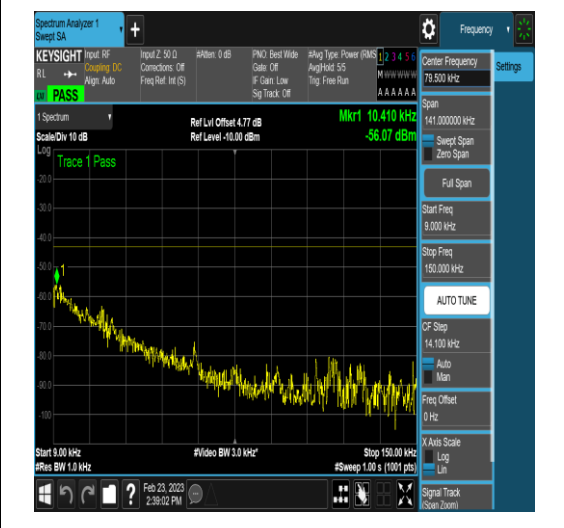 Spectrum Analyzer 1
Swept SA
+
Frequency
KEYSIGHT
RL
PASS
Input: RF
Coupling: DC
Align: Auto
Input Z: 50 Ω
Corrections: Off
Freq Ref: Int (S)
#Atten: 0 dB
PNO: Best Wide
Gate: Off
IF Gain: Low
Sig Track: Off
#Avg Type: Power (RMS
Avg|Hold: 5/5
Trig: Free Run
1 2 3 4 5 6
M W W W W W
A A A A A A
1 Spectrum
Scale/Div 10 dB
Ref Lvl Offset 4.77 dB
Ref Level -10.00 dBm
Mkr1 10.410 kHz
-56.07 dBm
Log
Trace 1 Pass
-20.0
-30.0
-40.0
-50.0
-60.0
-70.0
-80.0
-90.0
-100
1
Start 9.00 kHz
#Res BW 1.0 kHz
#Video BW 3.0 kHz*
Stop 150.00 kHz
#Sweep 1.00 s (1001 pts)
?
Feb 23, 2023
2:39:02 PM
Center Frequency
79.500 kHz
Settings
Span
141.000000 kHz
Swept Span
Zero Span
Full Span
Start Freq
9.000 kHz
Stop Freq
150.000 kHz
AUTO TUNE
CF Step
14.100 kHz
Auto
Man
Freq Offset
0 Hz
X Axis Scale
Log
Lin
Signal Track
(Span Zoom)